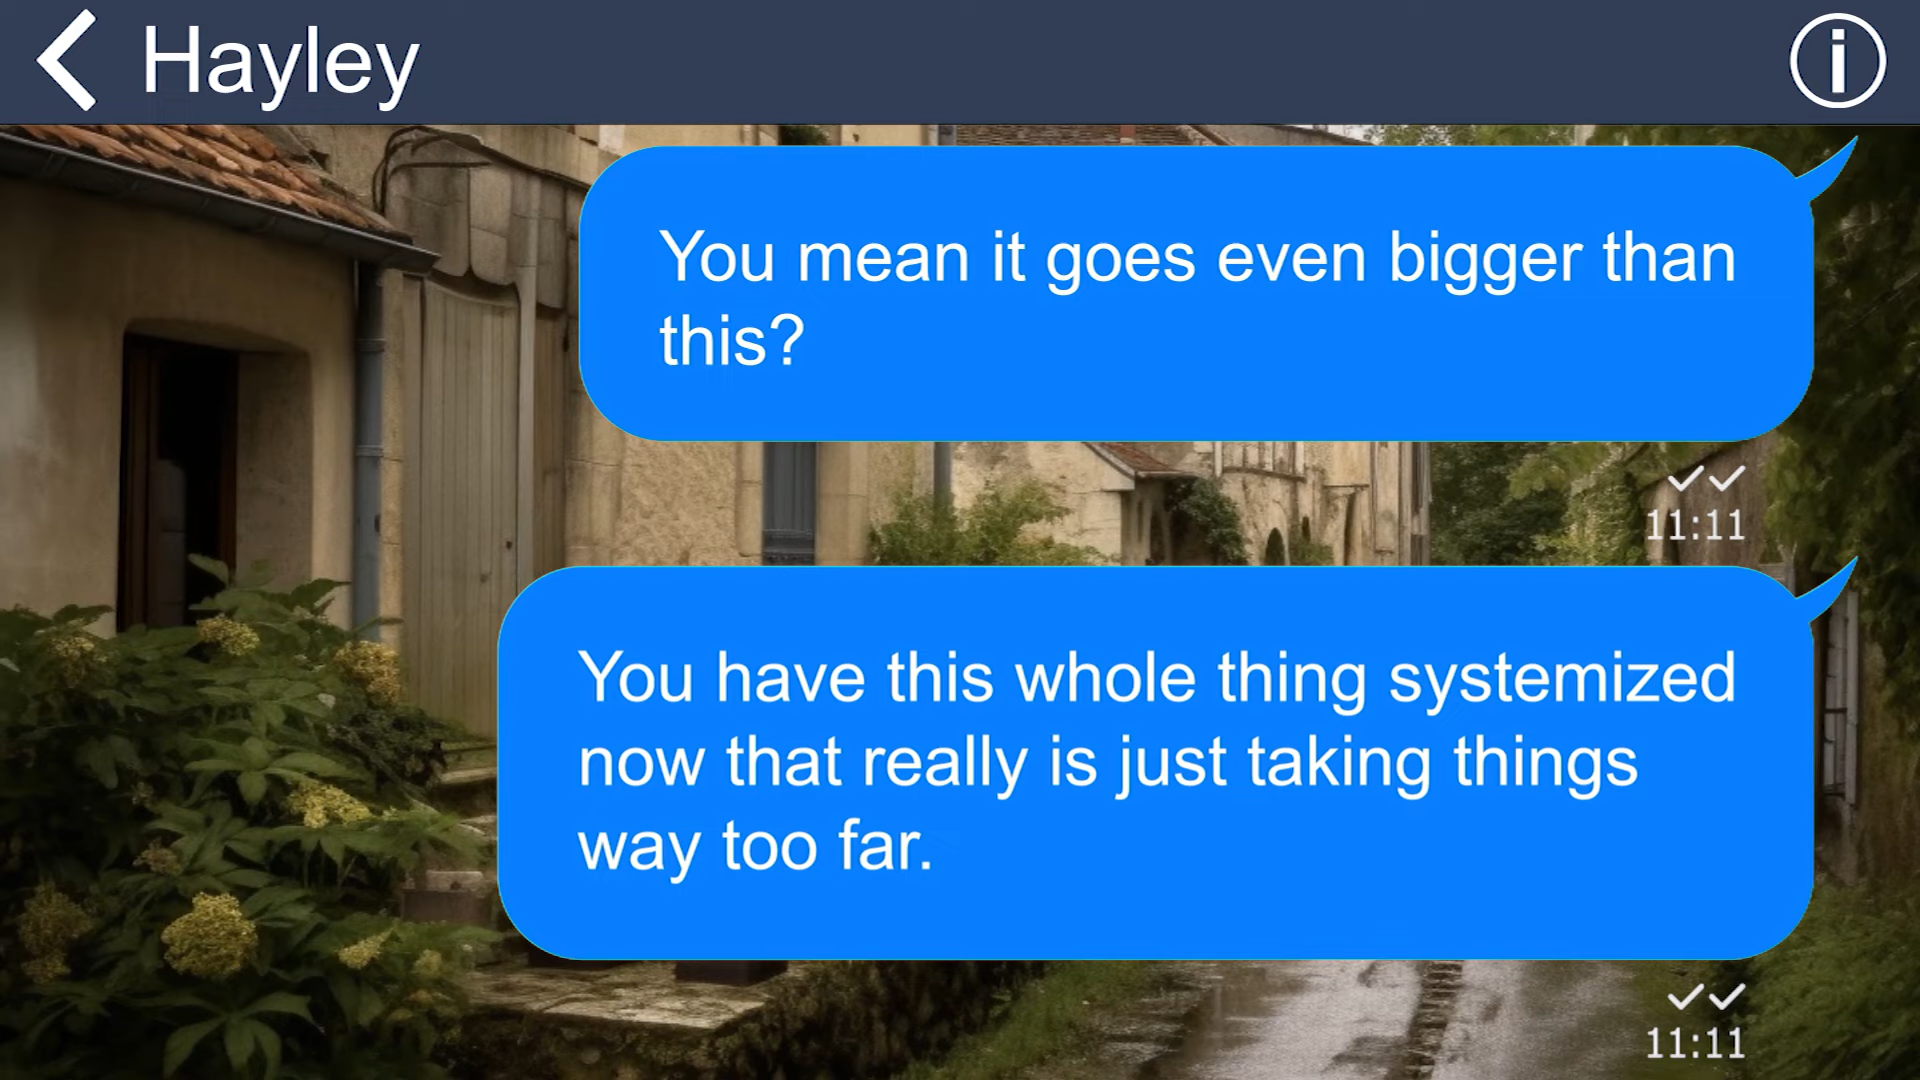 Hayley
You mean it goes even bigger than
this?
11:11
You have this whole thing systemized
now that really is just taking things
way too far.
11:11